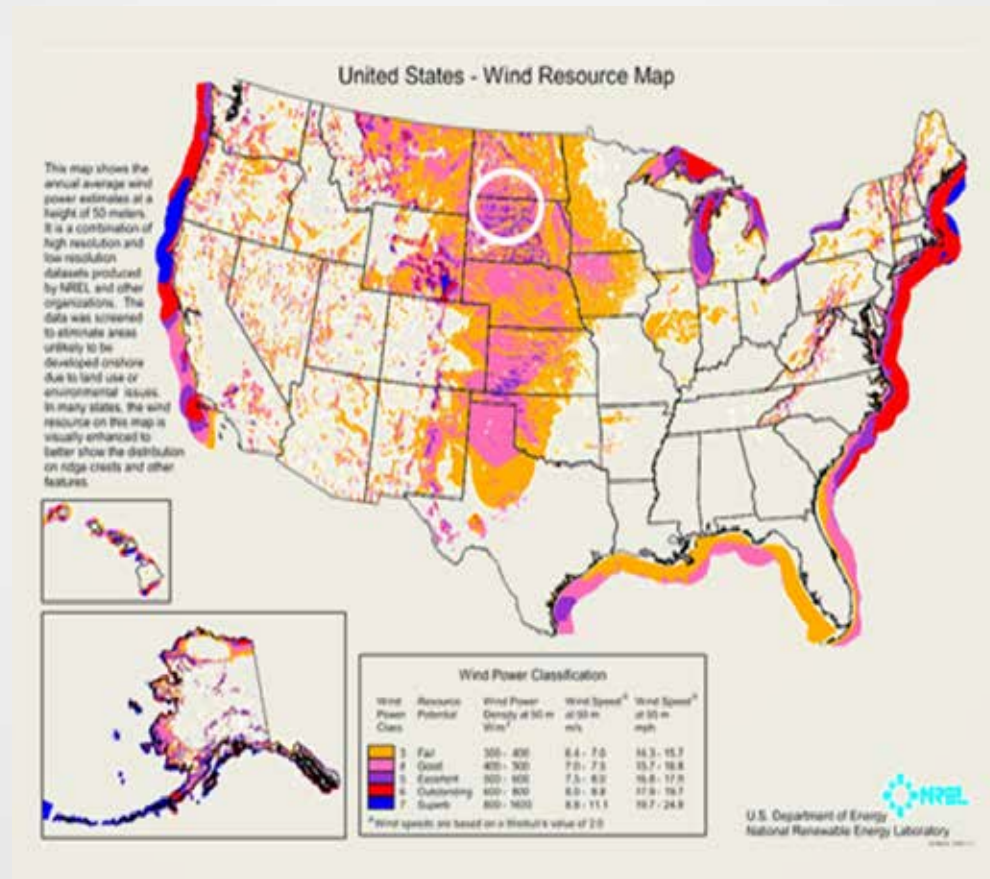 United States - Wind Resource Map
This map shows the
annual average wind
power estimates at a
height of 50 meters.
It is a combination of
high resolution and
low resolution
datasets produced
by NREL and other
organizations. The
data was screened
to eliminate areas
unlikely to be
developed onshore
due to land use or
environmental issues.
In many states, the wind
resource on this map is
visually enhanced to
better show the distribution
on ridge crests and other
features.
Wind Power Classification
Wind Resource Wind Power Wind Speed Wind Speed
Power Potential Density at 50 m at 50 m at 50 m
Class W/m² m/s mph
3 Fair 300 - 400 6.4 - 7.0 14.3 - 15.7
4 Good 400 - 500 7.0 - 7.5 15.7 - 16.8
5 Excellent 500 - 600 7.5 - 8.0 16.8 - 17.9
6 Outstanding 600 - 800 8.0 - 8.8 17.9 - 19.7
7 Superb 800 - 1600 8.8 - 11.1 19.7 - 24.8
Wind speeds are based on a Weibull k value of 2.0
NREL
U.S. Department of Energy
National Renewable Energy Laboratory